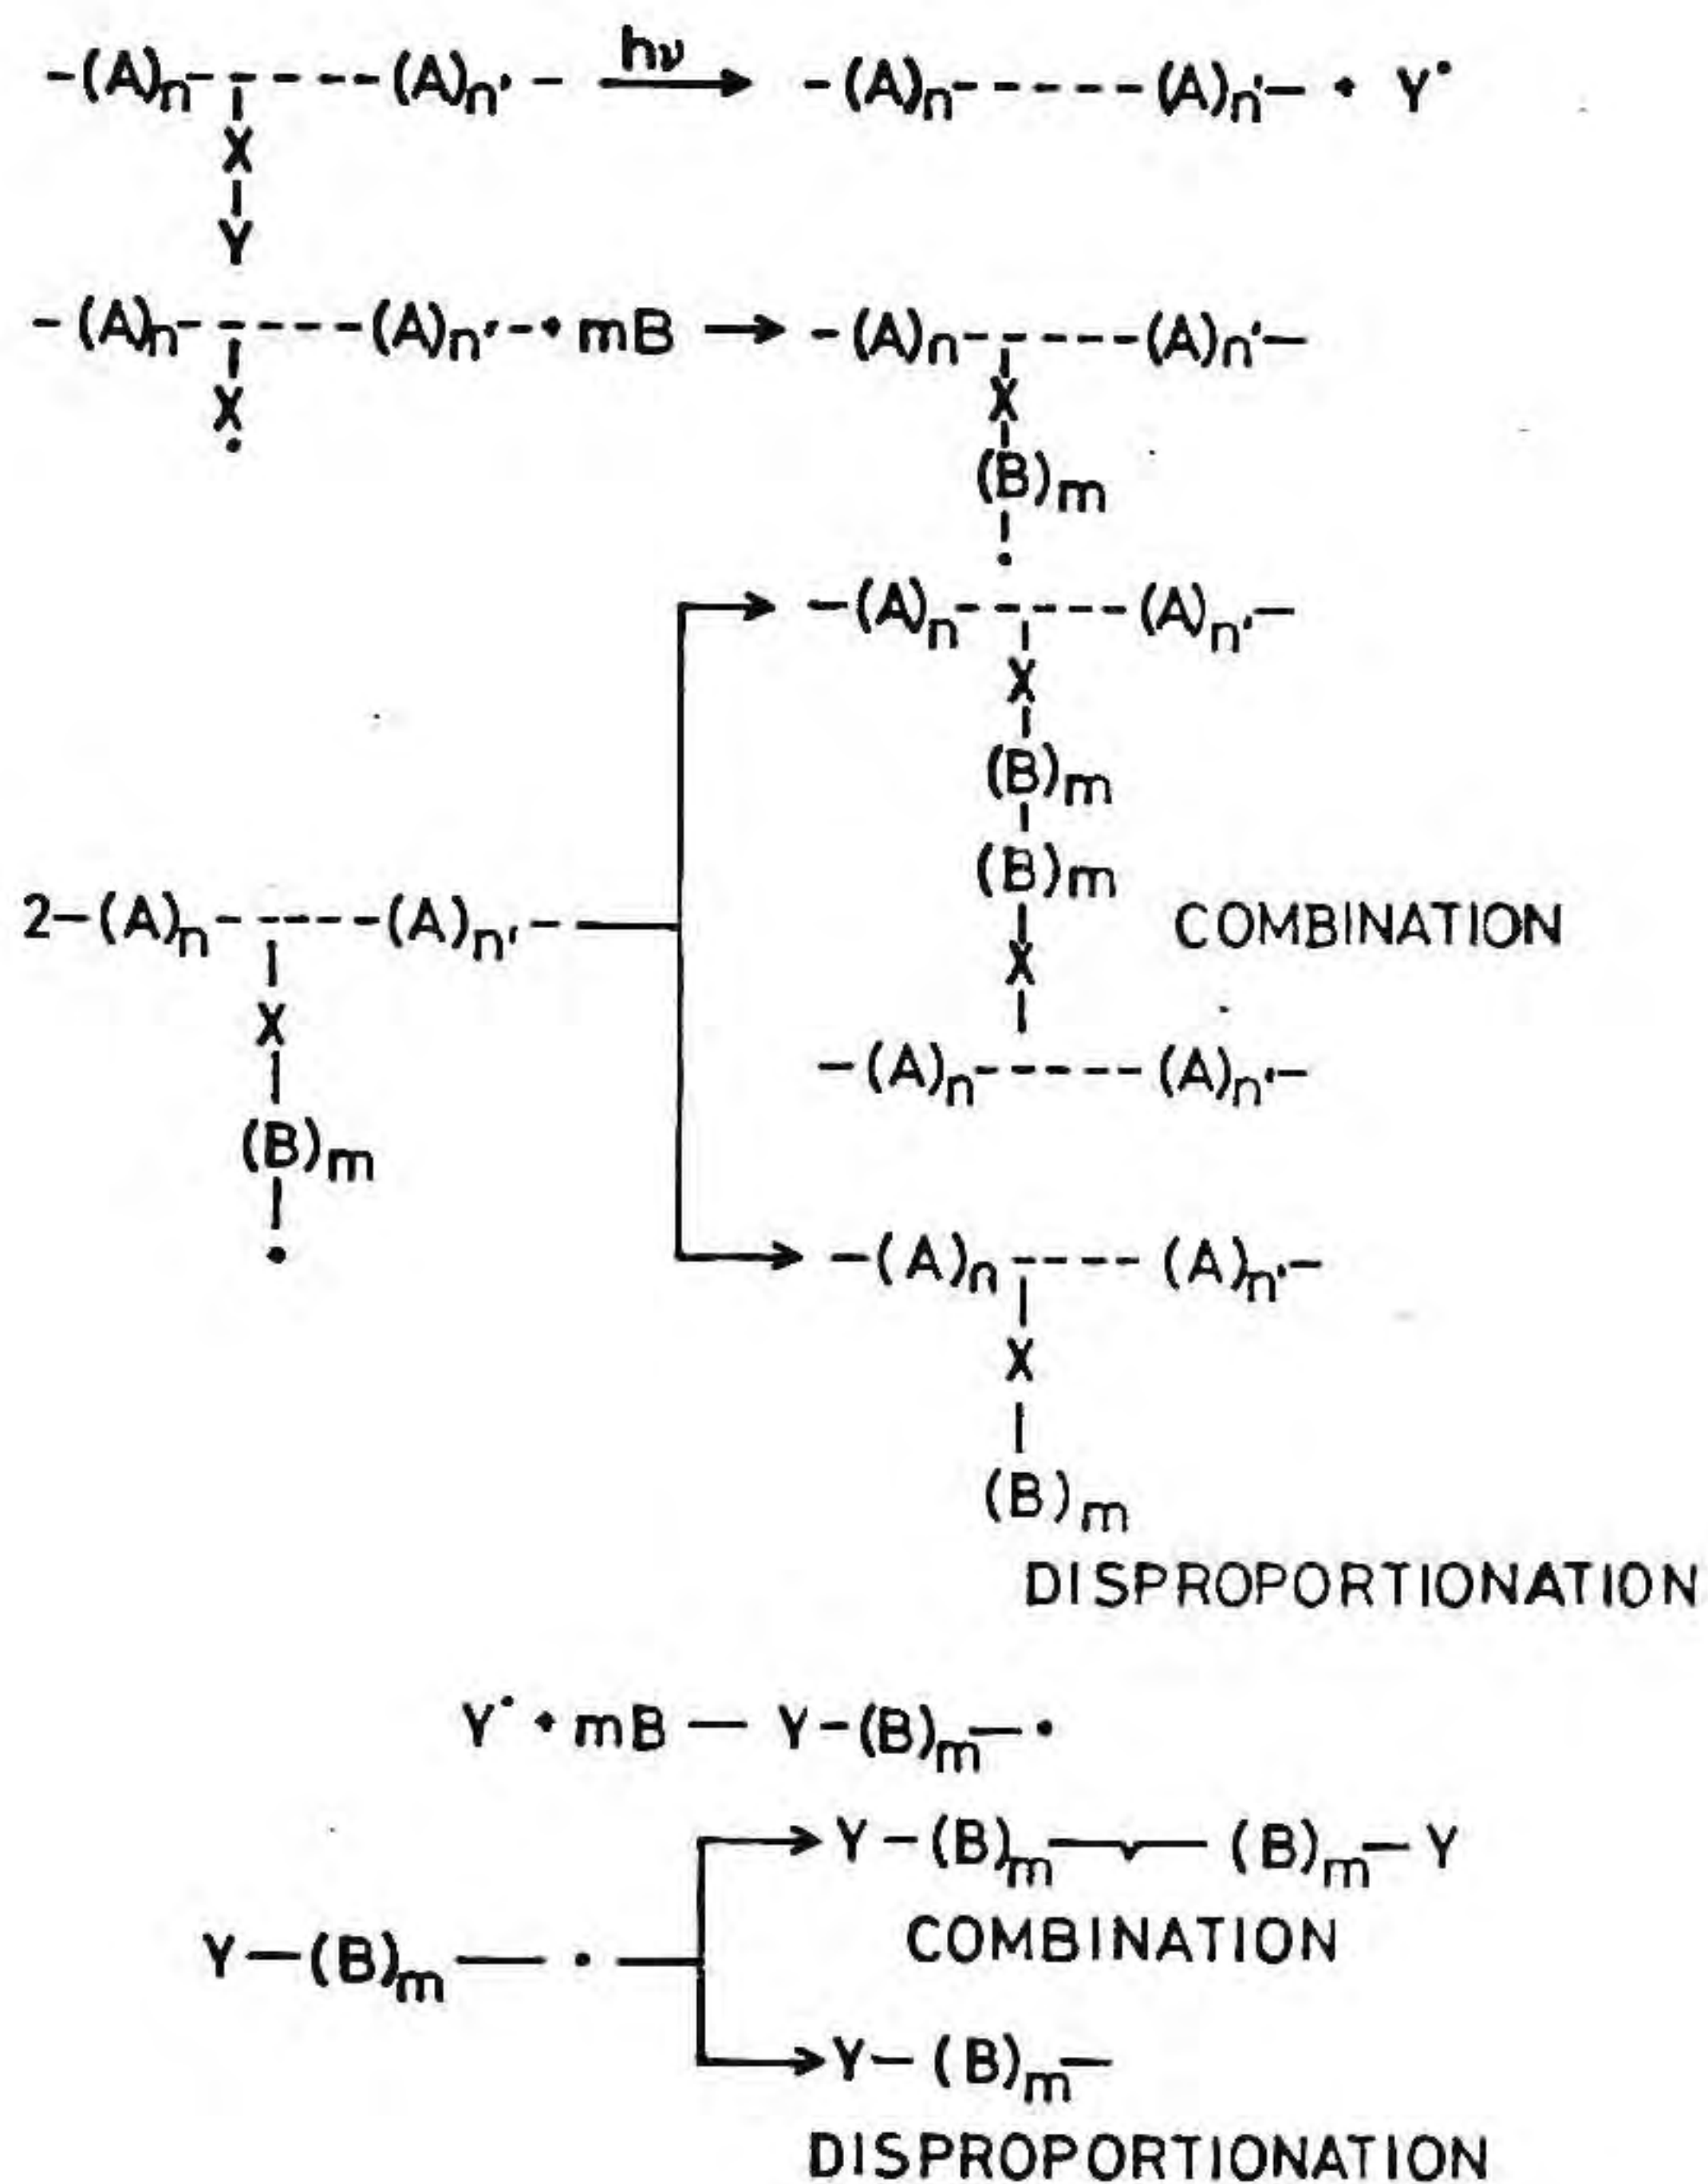 -(A)n-----(A)n'- hν → -(A)n------(A)n'— + Y•
X
Y
-(A)n------(A)n'-+ mB → -(A)n------(A)n'—
X
•
X
(B)m
•
-(A)n------(A)n'—
X
(B)m
(B)m
2-(A)n-----(A)n'-
COMBINATION
X
X
-(A)n------(A)n'-
(B)m
•
-(A)n----(A)n'-
X
(B)m
DISPROPORTIONATION
Y• + mB — Y-(B)m—•
Y-(B)m—(B)m—Y
COMBINATION
Y—(B)m— • —
Y-(B)m—
DISPROPORTIONATION